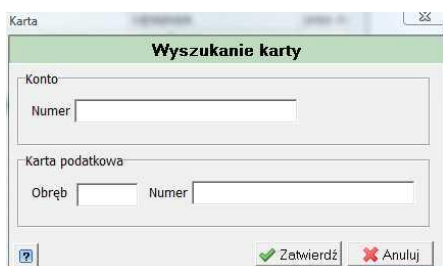 Karta
Wyszukanie karty
Konto
Numer
Karta podatkowa
Obręb Numer
Zatwierdź Anuluj